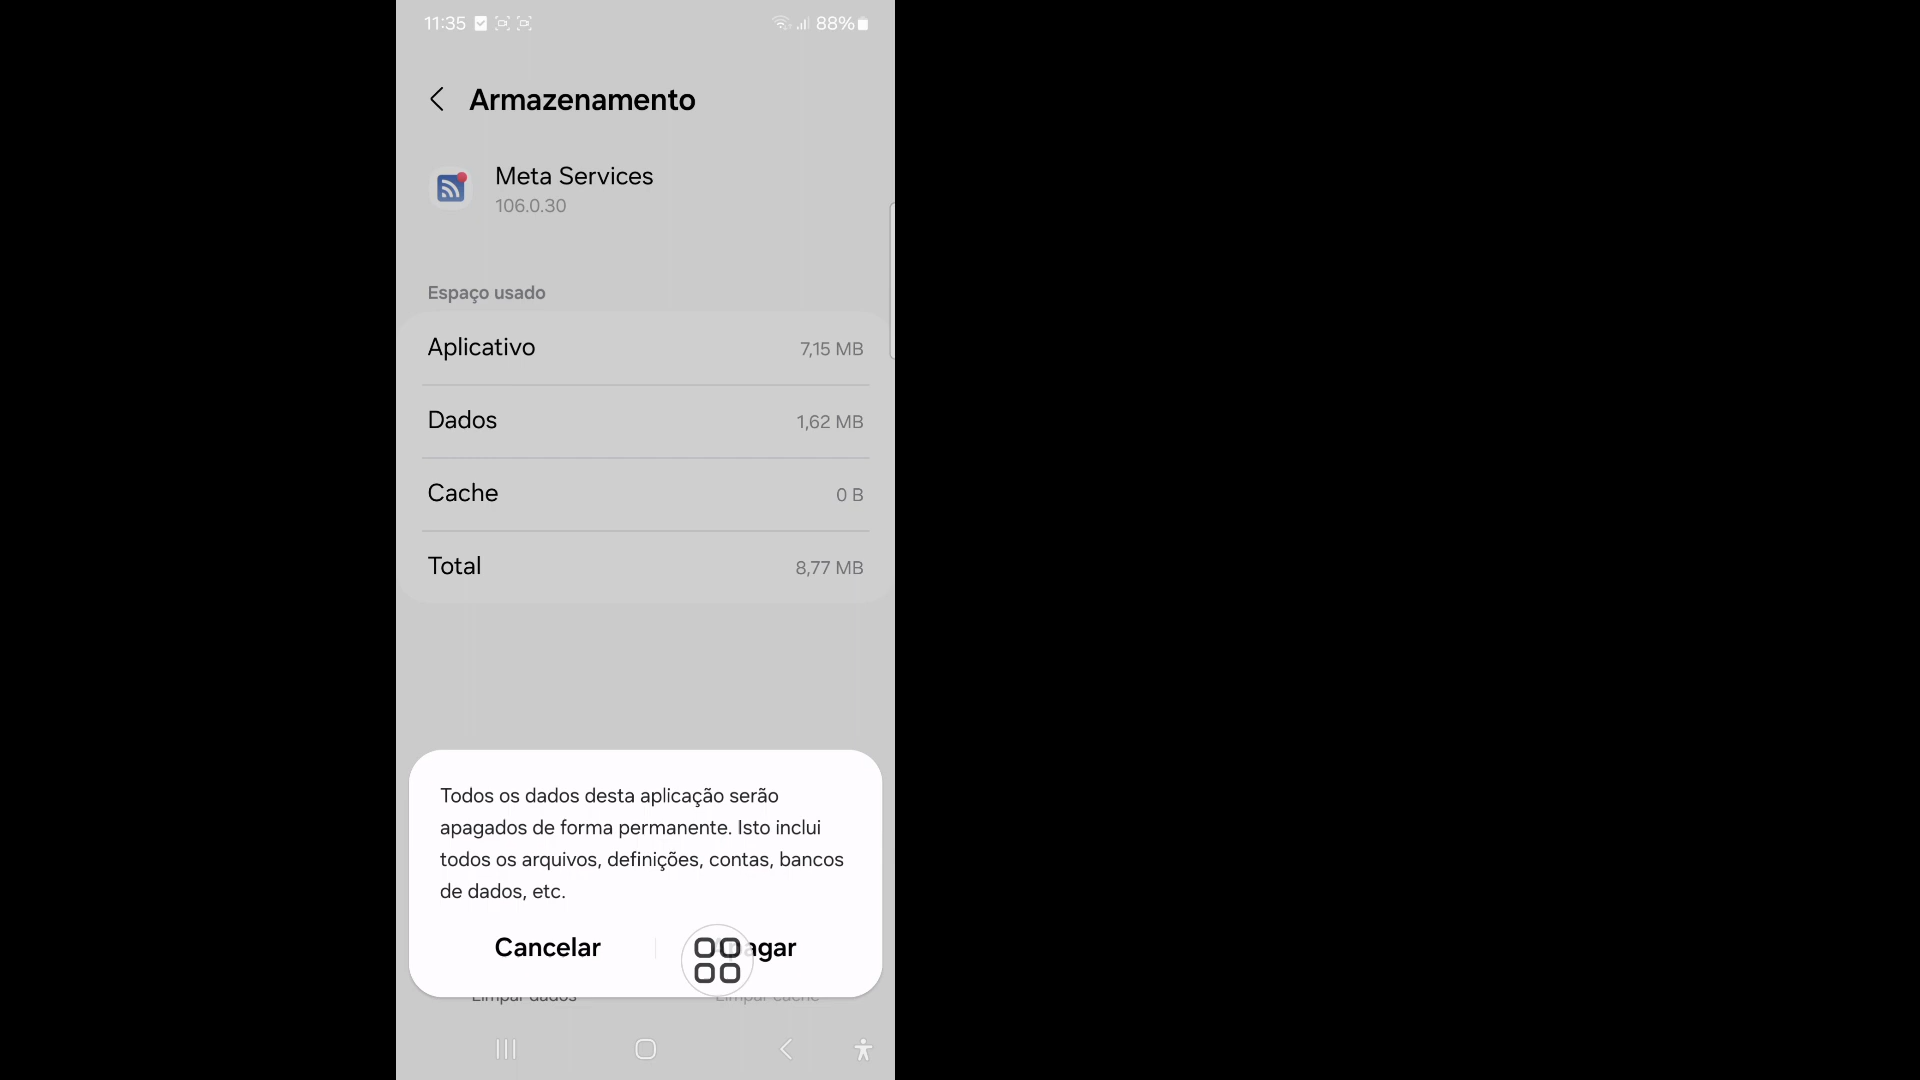 11:35
88%
Armazenamento
Meta Services
106.0.30
Espaço usado
Aplicativo
7,15 MB
Dados
1,62 MB
Cache
0 B
Total
8,77 MB
Todos os dados desta aplicação serão
apagados de forma permanente. Isto inclui
todos os arquivos, definições, contas, bancos
de dados, etc.
Cancelar
Apagar
Limpar dados
Limpar cache